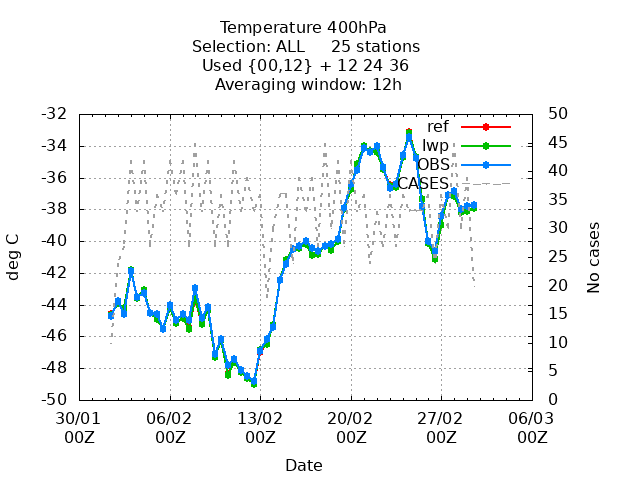 Temperature 400hPa
Selection: ALL     25 stations
Used {00,12} + 12 24 36
Averaging window: 12h
ref
lwp
OBS
CASES
-32
-34
-36
-38
-40
-42
-44
-46
-48
-50
50
45
40
35
30
25
20
15
10
5
0
deg C
No cases
30/01 06/02 13/02 20/02 27/02 06/03
00Z 00Z 00Z 00Z 00Z 00Z
Date